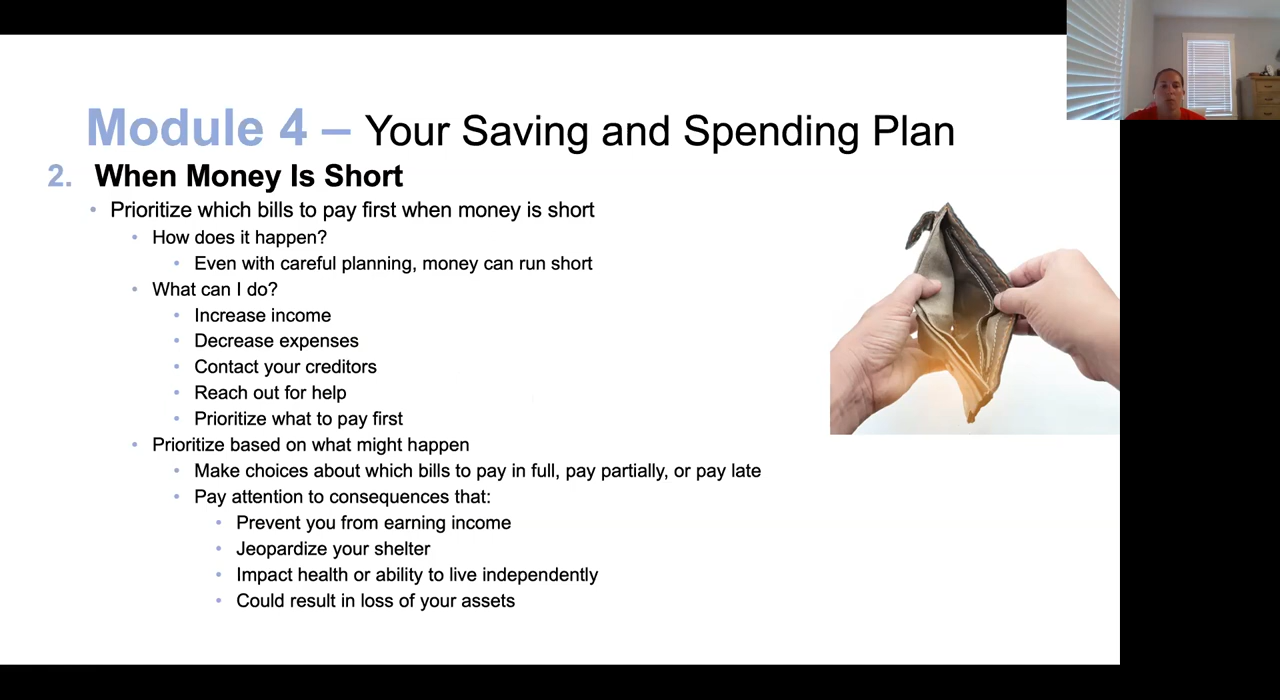 Module 4 – Your Saving and Spending Plan
2. When Money Is Short
• Prioritize which bills to pay first when money is short
• How does it happen?
• Even with careful planning, money can run short
• What can I do?
• Increase income
• Decrease expenses
• Contact your creditors
• Reach out for help
• Prioritize what to pay first
• Prioritize based on what might happen
• Make choices about which bills to pay in full, pay partially, or pay late
• Pay attention to consequences that:
• Prevent you from earning income
• Jeopardize your shelter
• Impact health or ability to live independently
• Could result in loss of your assets